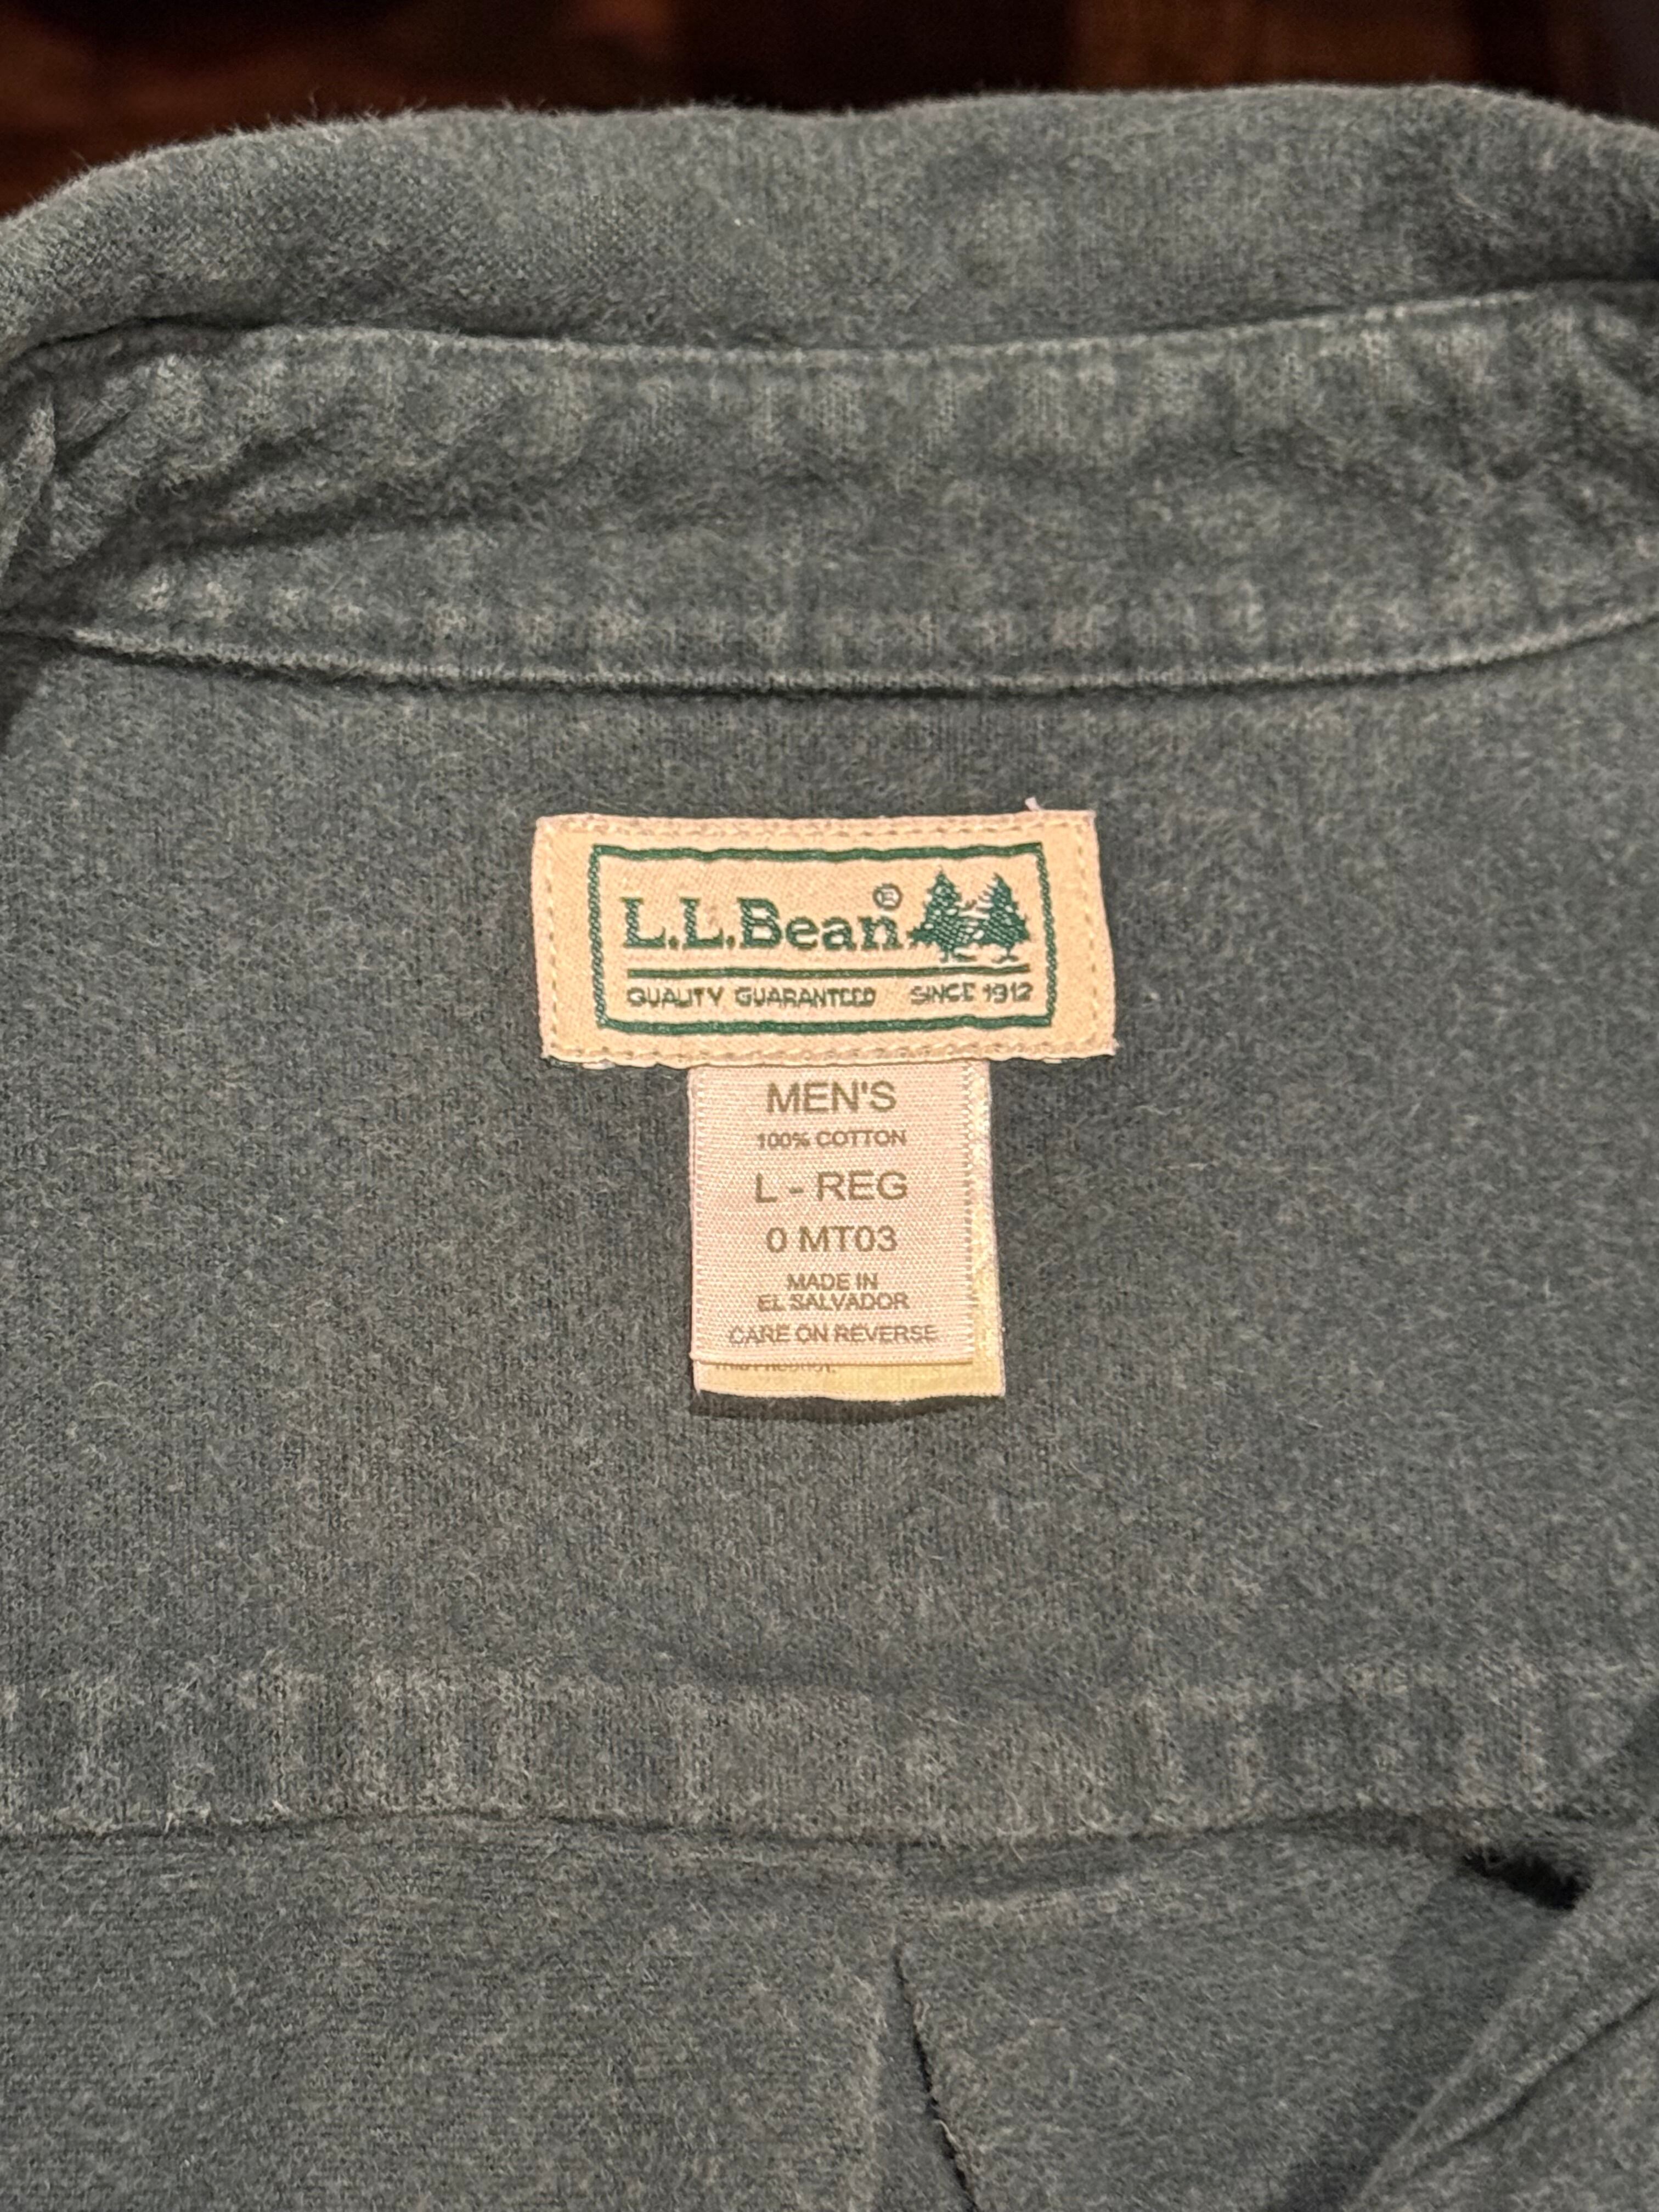 L.L.Bean®
QUALITY GUARANTEED SINCE 1912
MEN'S
100% COTTON
L - REG
0 MT03
MADE IN
EL SALVADOR
CARE ON REVERSE